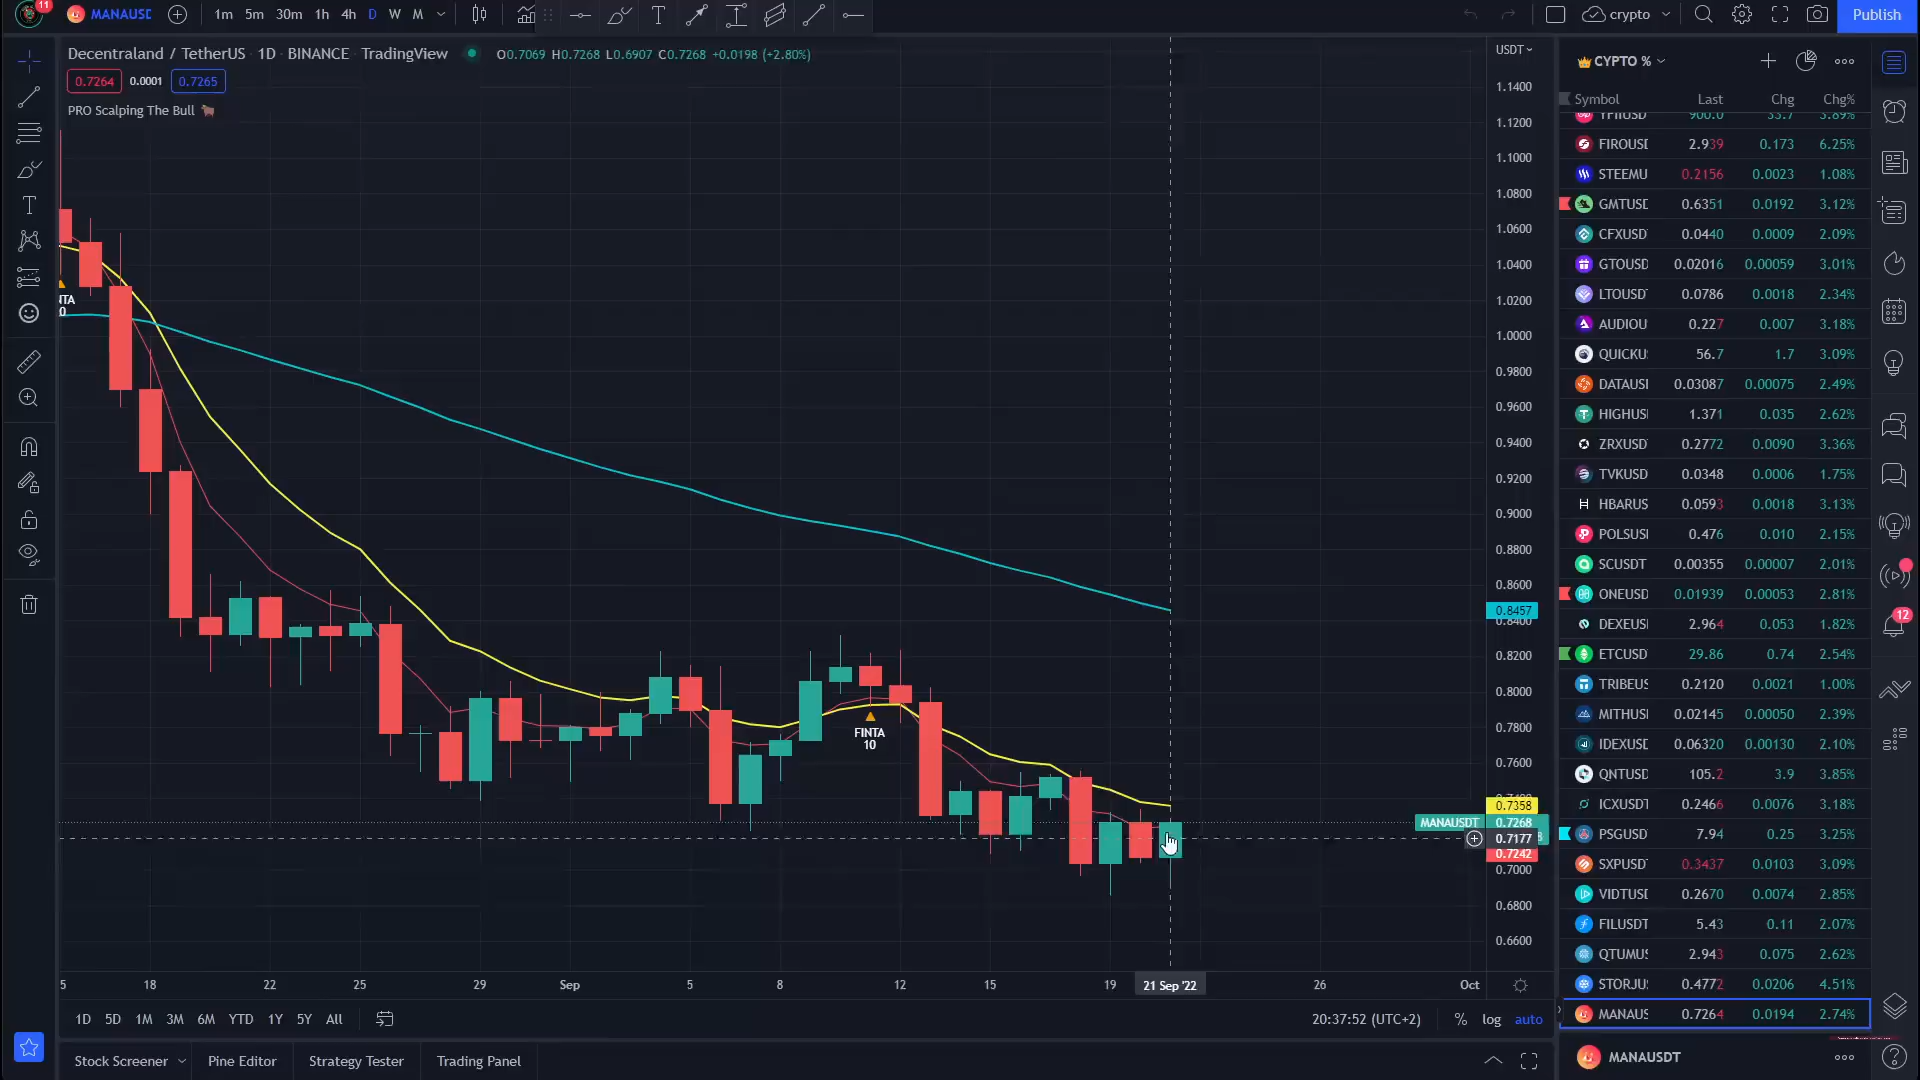 11
MANAUSD
1m 5m 30m 1h 4h D W M
crypto
Publish
Decentraland / TetherUS · 1D · BINANCE · TradingView
O0.7069 H0.7268 L0.6907 C0.7268 +0.0198 (+2.80%)
0.7264 0.0001 0.7265
PRO Scalping The Bull
USDT
1.1400
1.1200
1.1000
1.0800
1.0600
1.0400
1.0200
1.0000
0.9800
0.9600
0.9400
0.9200
0.9000
0.8800
0.8600
0.8457
0.8400
0.8200
0.8000
0.7800
0.7600
0.7358
MANAUSDT 0.7268
0.7177
0.7242
0.7000
0.6800
0.6600
FINTA
10
5 18 22 25 29 Sep 5 8 12 15 19 21 Sep '22 26 Oct
1D 5D 1M 3M 6M YTD 1Y 5Y All
20:37:52 (UTC+2) % log auto
Stock Screener Pine Editor Strategy Tester Trading Panel
CYPTO %
Symbol Last Chg Chg%
YFIIUSD 900.0 33.7 3.89%
FIROUSD 2.939 0.173 6.25%
STEEMU 0.2156 0.0023 1.08%
GMTUSD 0.6351 0.0192 3.12%
CFXUSD 0.0440 0.0009 2.09%
GTOUSD 0.02016 0.00059 3.01%
LTOUSD 0.0786 0.0018 2.34%
AUDIOU 0.227 0.007 3.18%
QUICKU 56.7 1.7 3.09%
DATAUS 0.03087 0.00075 2.49%
HIGHUS 1.371 0.035 2.62%
ZRXUSD 0.2772 0.0090 3.36%
TVKUSD 0.0348 0.0006 1.75%
HBARUS 0.0593 0.0018 3.13%
POLSUS 0.476 0.010 2.15%
SCUSDT 0.00355 0.00007 2.01%
ONEUSD 0.01939 0.00053 2.81%
DEXEUS 2.964 0.053 1.82%
ETCUSD 29.86 0.74 2.54%
TRIBEUS 0.2120 0.0021 1.00%
MITHUS 0.02145 0.00050 2.39%
IDEXUS 0.06320 0.00130 2.10%
QNTUSD 105.2 3.9 3.85%
ICXUSDT 0.2466 0.0076 3.18%
PSGUSD 7.94 0.25 3.25%
SXPUSD 0.3437 0.0103 3.09%
VIDTUSD 0.2670 0.0074 2.85%
FILUSDT 5.43 0.11 2.07%
QTUMUS 2.943 0.075 2.62%
STORJU 0.4772 0.0206 4.51%
MANAUS 0.7264 0.0194 2.74%
MANAUSDT
12